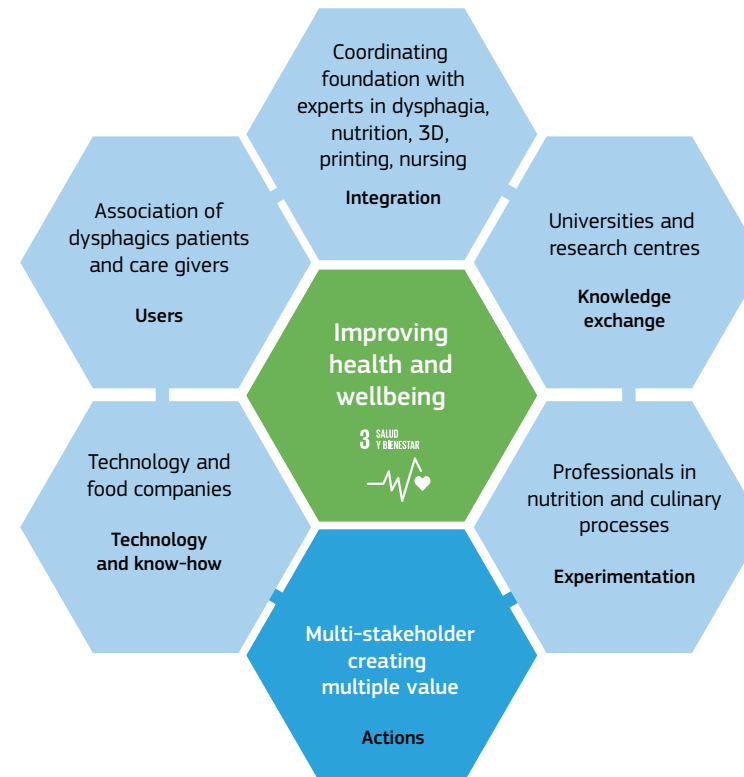 Coordinating
foundation with
experts in dysphagia,
nutrition, 3D,
printing, nursing
Integration
Association of
dysphagics patients
and care givers
Users
Universities and
research centres
Knowledge
exchange
Improving
health and
wellbeing
3 SALUD
Y BIENESTAR
Technology and
food companies
Technology
and know-how
Professionals in
nutrition and culinary
processes
Experimentation
Multi-stakeholder
creating
multiple value
Actions